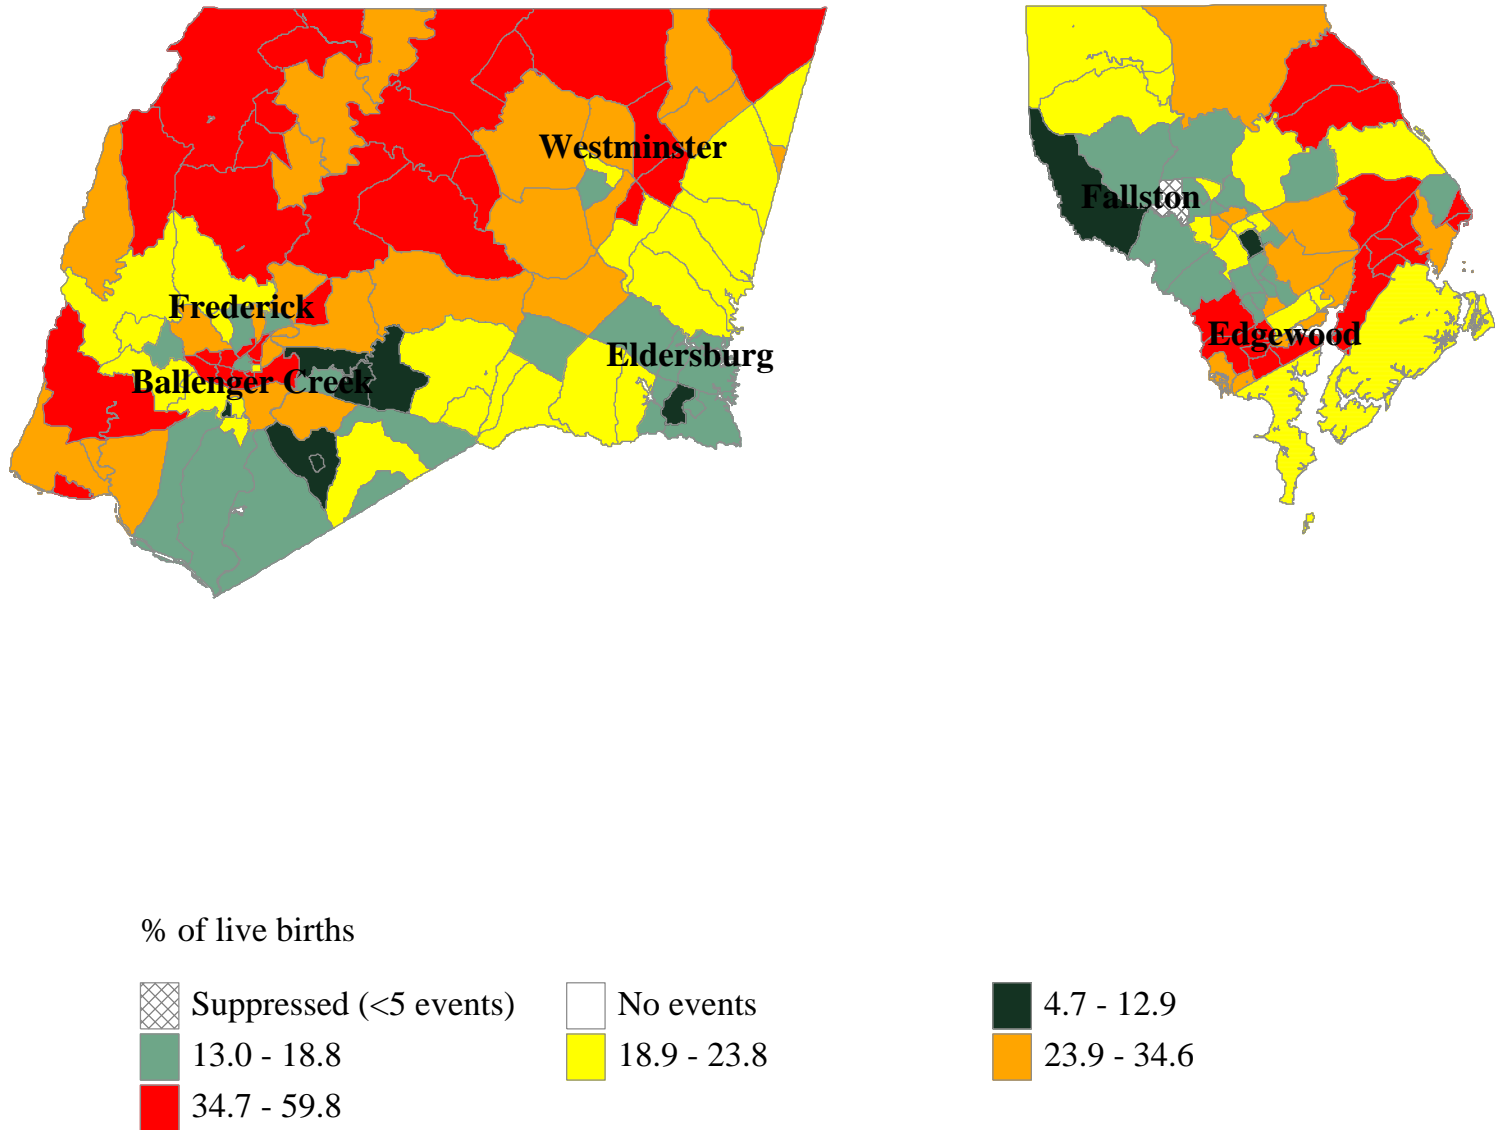 Westminster
Fallston
Frederick
Edgewood
Eldersburg
Ballenger Creek
% of live births
Suppressed (<5 events)
No events
4.7 - 12.9
13.0 - 18.8
18.9 - 23.8
23.9 - 34.6
34.7 - 59.8